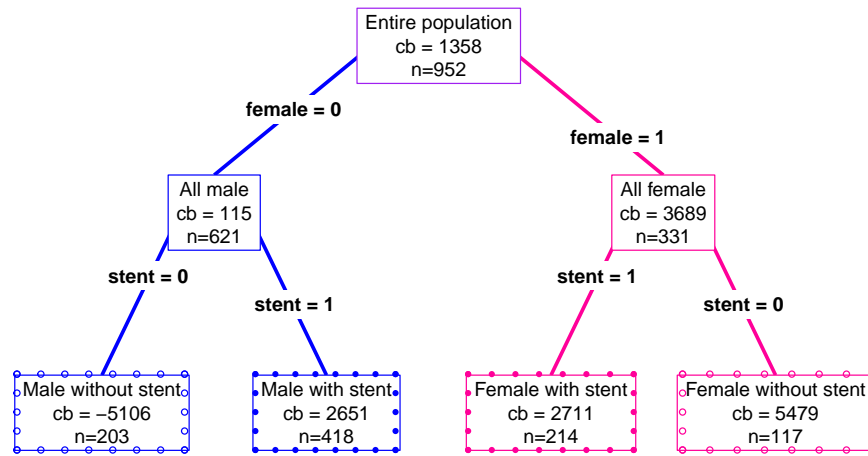 Entire population
cb = 1358
n=952
female = 0
female = 1
All male
cb = 115
n=621
All female
cb = 3689
n=331
stent = 0
stent = 1
stent = 1
stent = 0
Male without stent
cb = −5106
n=203
Male with stent
cb = 2651
n=418
Female with stent
cb = 2711
n=214
Female without stent
cb = 5479
n=117